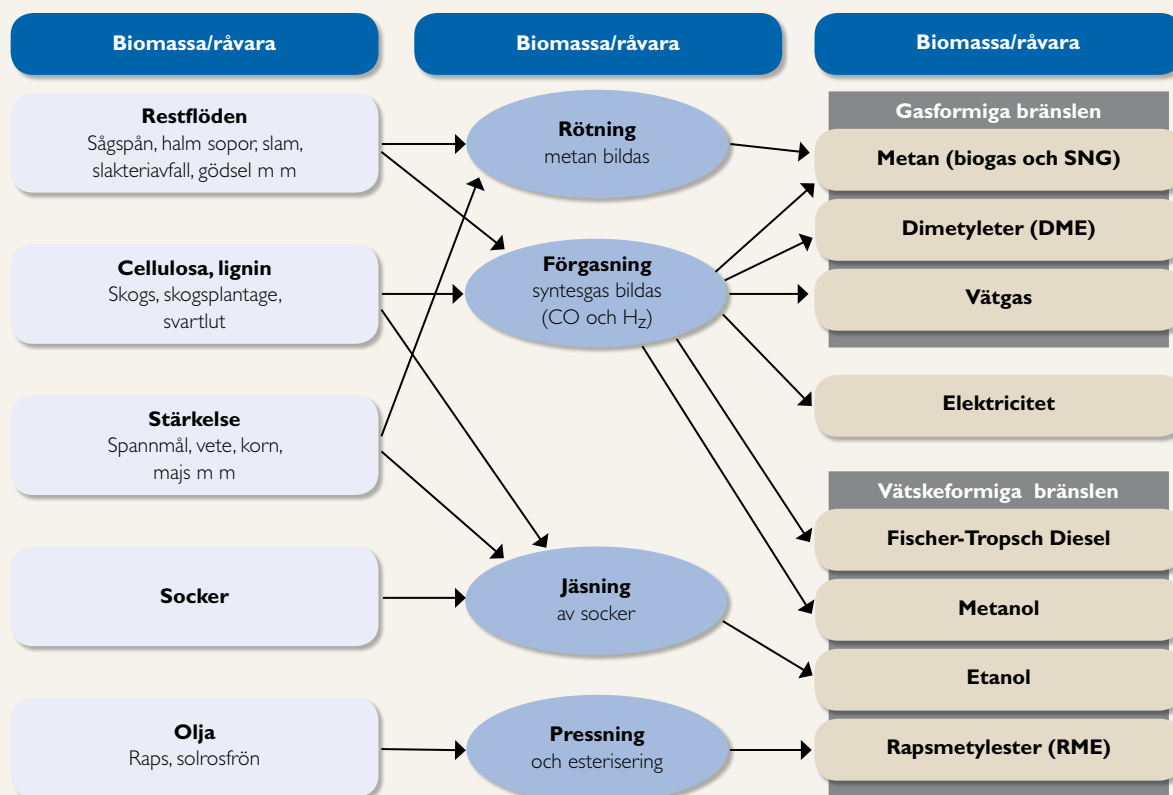 Biomassa/råvara
Restflöden
Sågspån, halm sopor, slam,
slakteriavfall, gödsel m m
Cellulosa, lignin
Skogs, skogsplantage,
svartlut
Stärkelse
Spannmål, vete, korn,
majs m m
Socker
Olja
Raps, solrosfrön
Biomassa/råvara
Rötning
metan bildas
Förgasning
syntesgas bildas
(CO och Hz)
Jäsning
av socker
Pressning
och esterisering
Biomassa/råvara
Gasformiga bränslen
Metan (biogas och SNG)
Dimetyleter (DME)
Vätgas
Elektricitet
Vätskeformiga bränslen
Fischer-Tropsch Diesel
Metanol
Etanol
Rapsmetylester (RME)